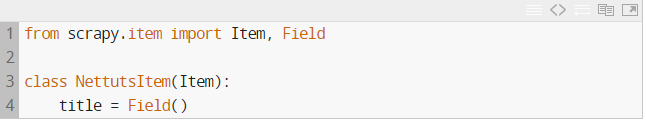 1 from scrapy.item import Item, Field
2
3 class NettutsItem(Item):
4     title = Field()